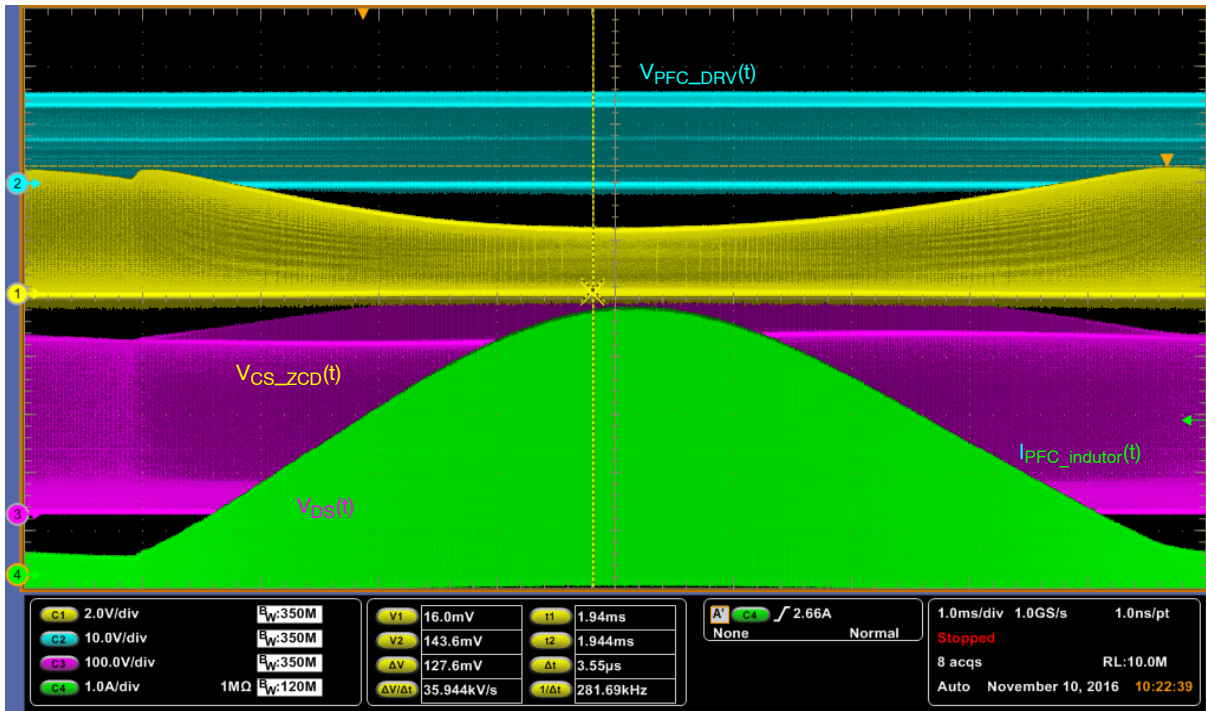 VPFC_DRV(t)
2
1
VCS_ZCD(t)
IPFC_indutor(t)
VDS(t)
3
4
C1 2.0V/div BW:350M
C2 10.0V/div BW:350M
C3 100.0V/div BW:350M
C4 1.0A/div 1MΩ BW:120M
V1 16.0mV t1 1.94ms
V2 143.6mV t2 1.944ms
ΔV 127.6mV Δt 3.55µs
ΔV/Δt 35.944kV/s 1/Δt 281.69kHz
A' C4 2.66A
None Normal
1.0ms/div 1.0GS/s 1.0ns/pt
Stopped
8 acqs RL:10.0M
Auto November 10, 2016 10:22:39